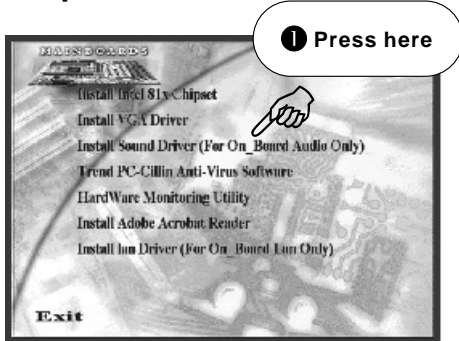 ❶ Press here
MAINBOARDS
Install Intel 81x Chipset
Install VGA Driver
Install Sound Driver (For On_Board Audio Only)
Trend PC-Cillin Anti-Virus Software
HardWare Monitoring Utility
Install Adobe Acrobat Reader
Install lan Driver (For On_Board Lan Only)
Exit